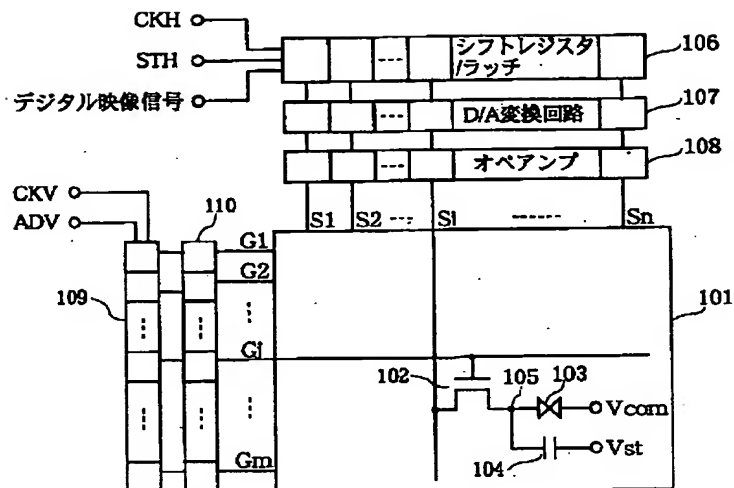 CKH
STH
デジタル映像信号
シフトレジスタ
/ラッチ
106
D/A変換回路
107
オペアンプ
108
CKV
ADV
110
S1 S2 Si Sn
G1
G2
109
101
Gj
102
105
103
Vcom
104
Vst
Gm